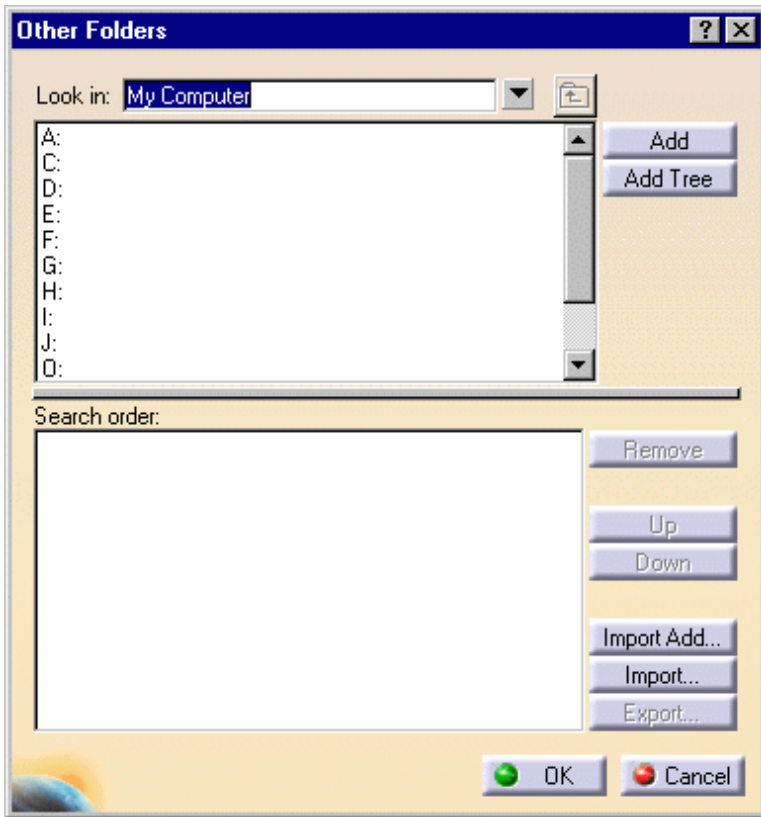 Other Folders
Look in: My Computer
A:
C:
D:
E:
F:
G:
H:
I:
J:
O:
Add
Add Tree
Search order:
Remove
Up
Down
Import Add...
Import...
Export...
OK
Cancel